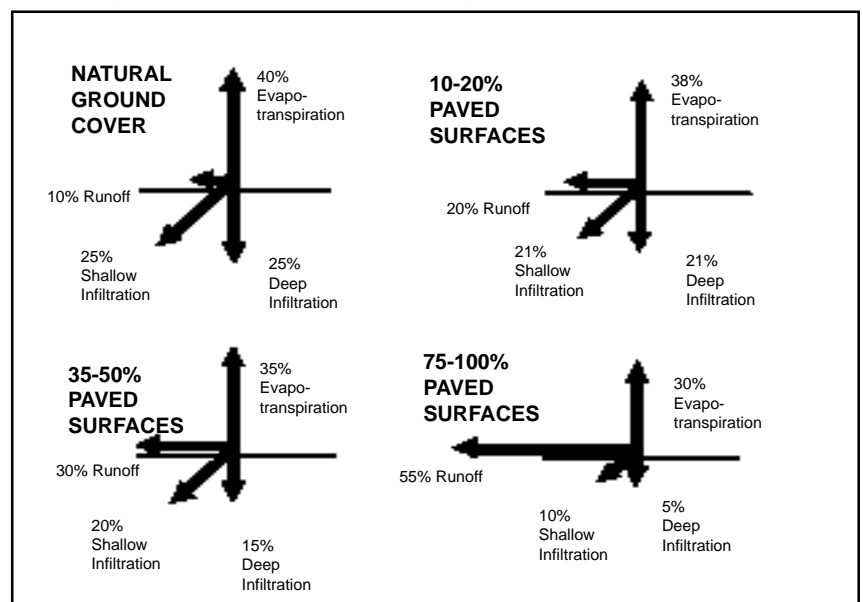 NATURAL
GROUND
COVER
40%
Evapo-
transpiration
10% Runoff
25%
Shallow
Infiltration
25%
Deep
Infiltration
10-20%
PAVED
SURFACES
38%
Evapo-
transpiration
20% Runoff
21%
Shallow
Infiltration
21%
Deep
Infiltration
35-50%
PAVED
SURFACES
35%
Evapo-
transpiration
30% Runoff
20%
Shallow
Infiltration
15%
Deep
Infiltration
75-100%
PAVED
SURFACES
30%
Evapo-
transpiration
55% Runoff
10%
Shallow
Infiltration
5%
Deep
Infiltration